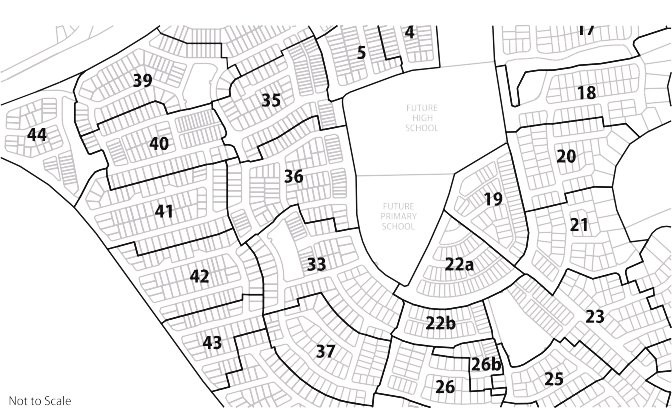 4
17
5
39
18
35
FUTURE
HIGH
SCHOOL
44
40
20
36
19
41
FUTURE
PRIMARY
SCHOOL
21
33
22a
42
23
22b
43
37
26b
25
26
Not to Scale